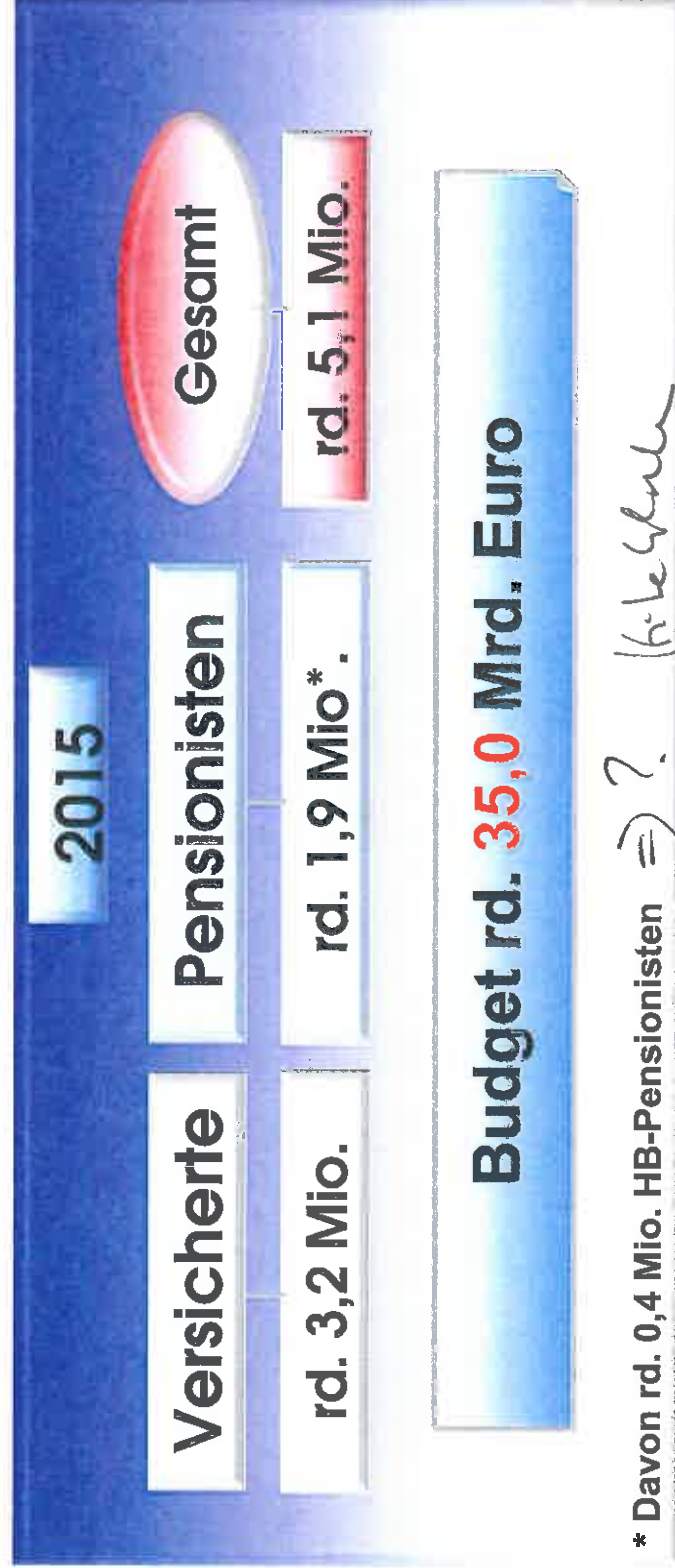 2015
Versicherte Pensionisten Gesamt
rd. 3,2 Mio. rd. 1,9 Mio*. rd. 5,1 Mio.
Budget rd. 35,0 Mrd. Euro
* Davon rd. 0,4 Mio. HB-Pensionisten => ?